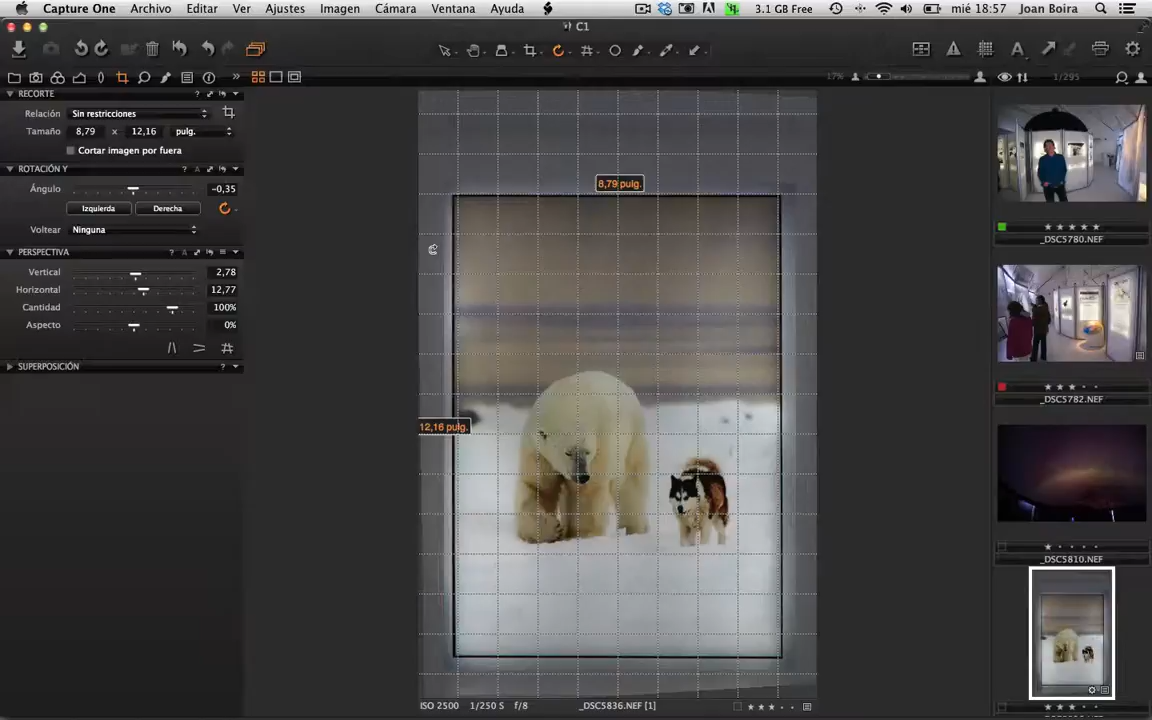 Capture One Archivo Editar Ver Ajustes Imagen Cámara Ventana Ayuda 3.1 GB Free mié 18:57 Joan Boira
C1
17% 1/295
RECORTE
Relación Sin restricciones
Tamaño 8,79 x 12,16 pulg.
Cortar imagen por fuera
ROTACIÓN Y
Ángulo -0,35
Izquierda Derecha
Voltear Ninguna
PERSPECTIVA
Vertical 2,78
Horizontal 12,77
Cantidad 100%
Aspecto 0%
SUPERPOSICIÓN
8,79 pulg.
12,16 pulg.
ISO 2500 1/250 S f/8 _DSC5836.NEF [1]
_DSC5780.NEF
_DSC5782.NEF
_DSC5810.NEF